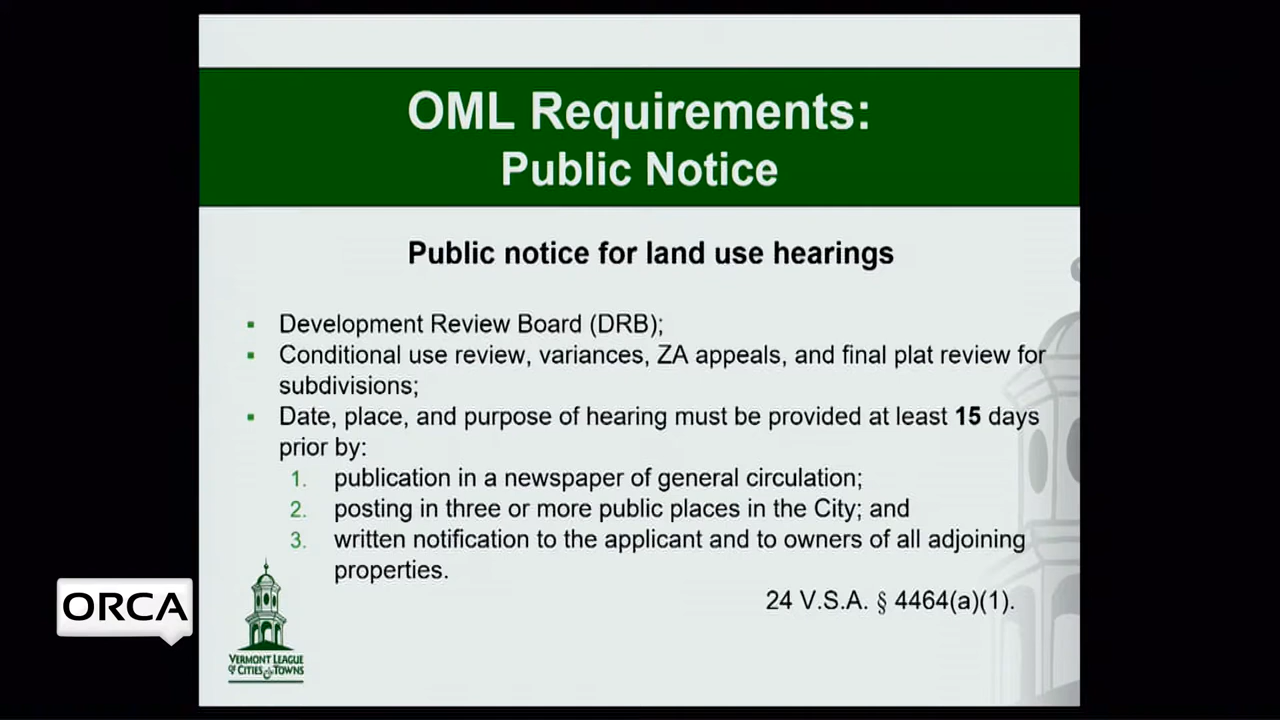 OML Requirements:
Public Notice
Public notice for land use hearings
▪ Development Review Board (DRB);
▪ Conditional use review, variances, ZA appeals, and final plat review for
subdivisions;
▪ Date, place, and purpose of hearing must be provided at least 15 days
prior by:
1. publication in a newspaper of general circulation;
2. posting in three or more public places in the City; and
3. written notification to the applicant and to owners of all adjoining
properties.
24 V.S.A. § 4464(a)(1).
ORCA
VERMONT LEAGUE
OF CITIES & TOWNS